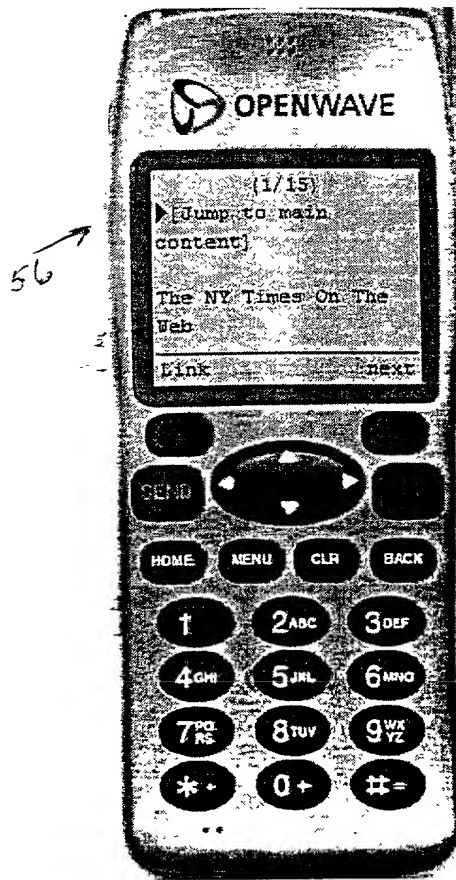 OPENWAVE
(1/15)
[Jump to main
content]
The NY Times On The
Web
Link next
56
SEND
HOME MENU CLR BACK
1 2ABC 3DEF
4GHI 5JKL 6MNO
7PQRS 8TUV 9WXYZ
* 0+ #